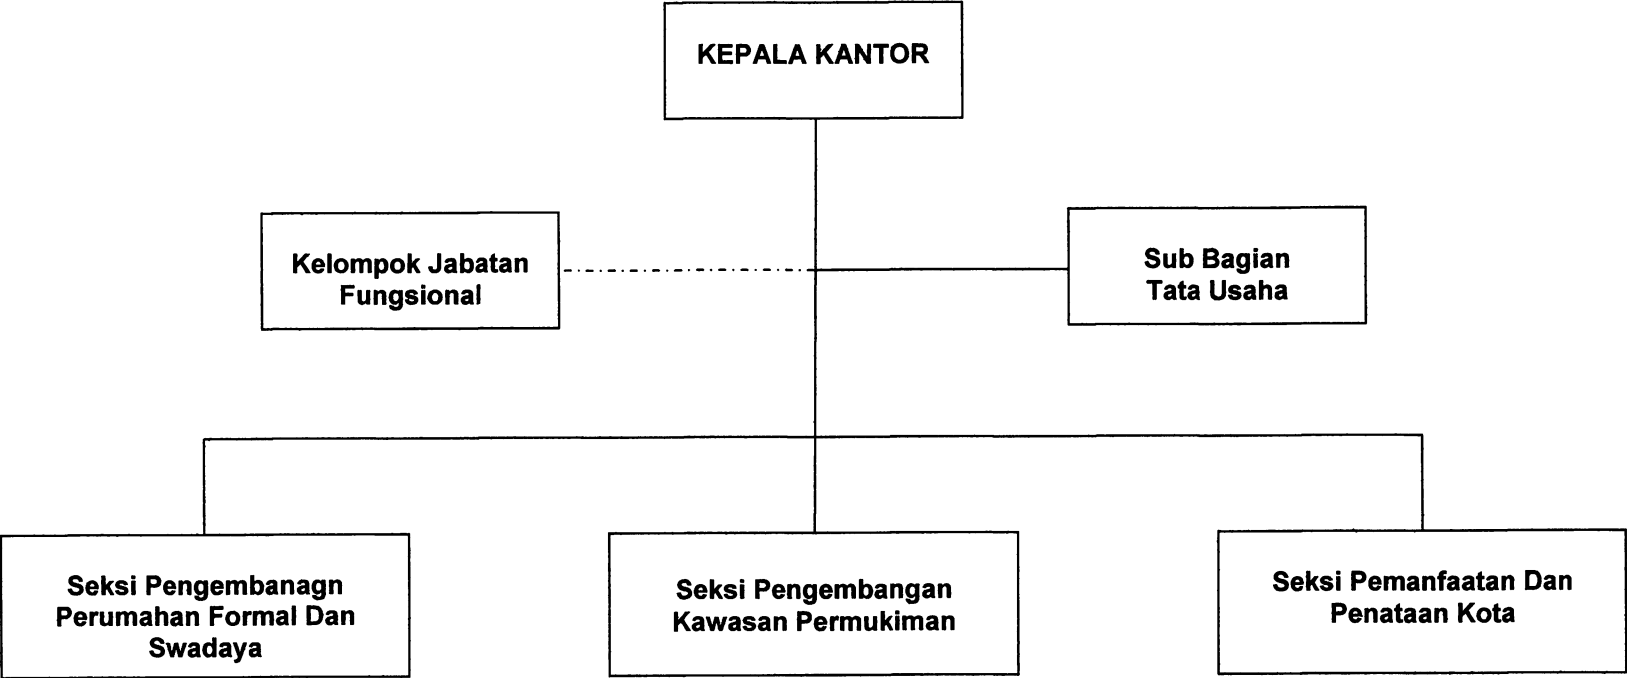 KEPALA KANTOR
Kelompok Jabatan
Fungsional
Sub Bagian
Tata Usaha
Seksi Pengembanagn
Perumahan Formal Dan
Swadaya
Seksi Pengembangan
Kawasan Permukiman
Seksi Pemanfaatan Dan
Penataan Kota